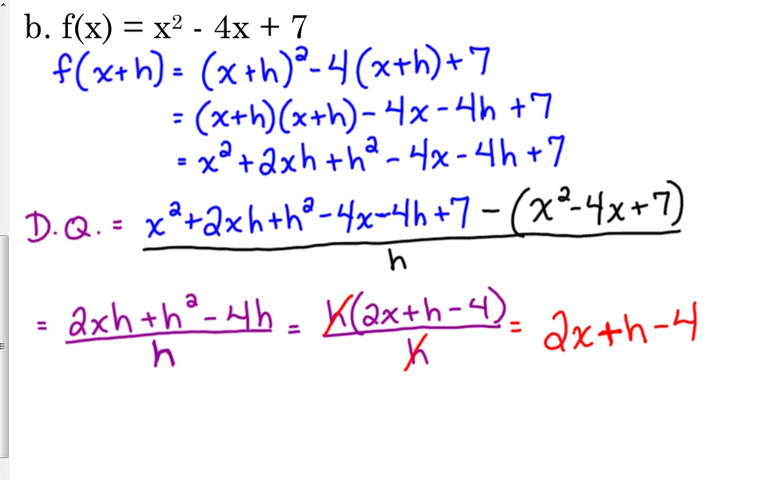 b. f(x) = x² - 4x + 7
f(x+h) = (x+h)² - 4(x+h) + 7
= (x+h)(x+h) - 4x - 4h + 7
= x² + 2xh + h² - 4x - 4h + 7
D.Q. = x² + 2xh + h² - 4x - 4h + 7 - (x² - 4x + 7)
h
= 2xh + h² - 4h = h(2x + h - 4) = 2x + h - 4
h h